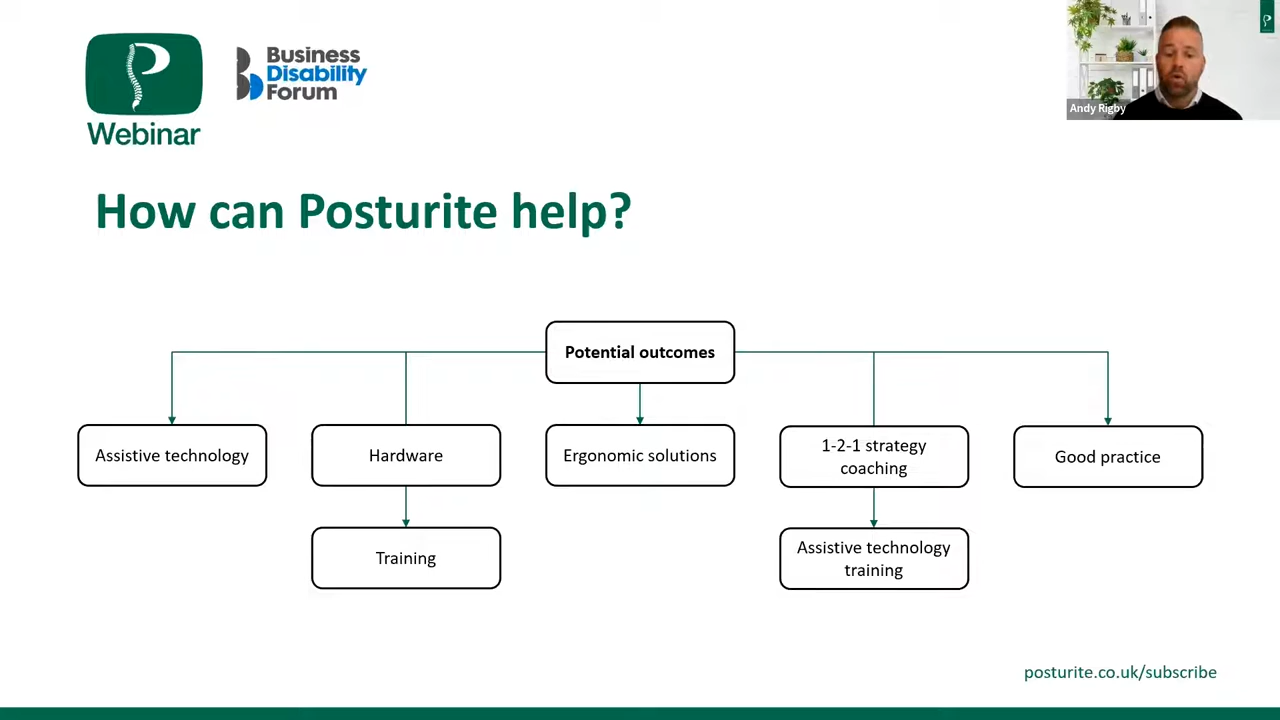 Webinar
Business
Disability
Forum
Andy Rigby
How can Posturite help?
Potential outcomes
Assistive technology
Hardware
Ergonomic solutions
1-2-1 strategy
coaching
Good practice
Training
Assistive technology
training
posturite.co.uk/subscribe